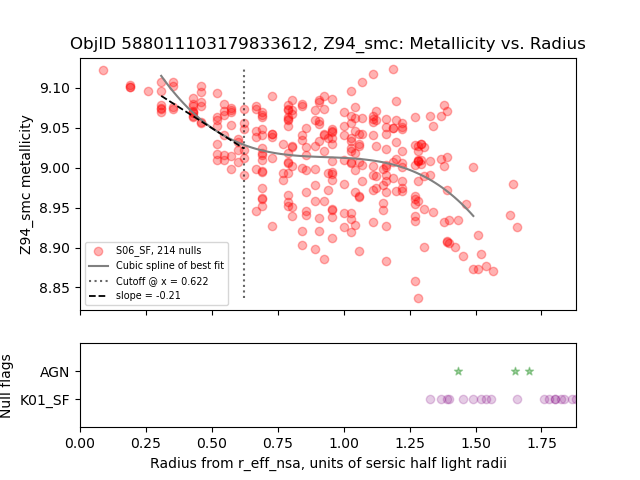 ObjID 588011103179833612, Z94_smc: Metallicity vs. Radius
Z94_smc metallicity
9.10
9.05
9.00
8.95
8.90
8.85
S06_SF, 214 nulls
Cubic spline of best fit
Cutoff @ x = 0.622
slope = -0.21
Null flags
AGN
K01_SF
0.00 0.25 0.50 0.75 1.00 1.25 1.50 1.75
Radius from r_eff_nsa, units of sersic half light radii